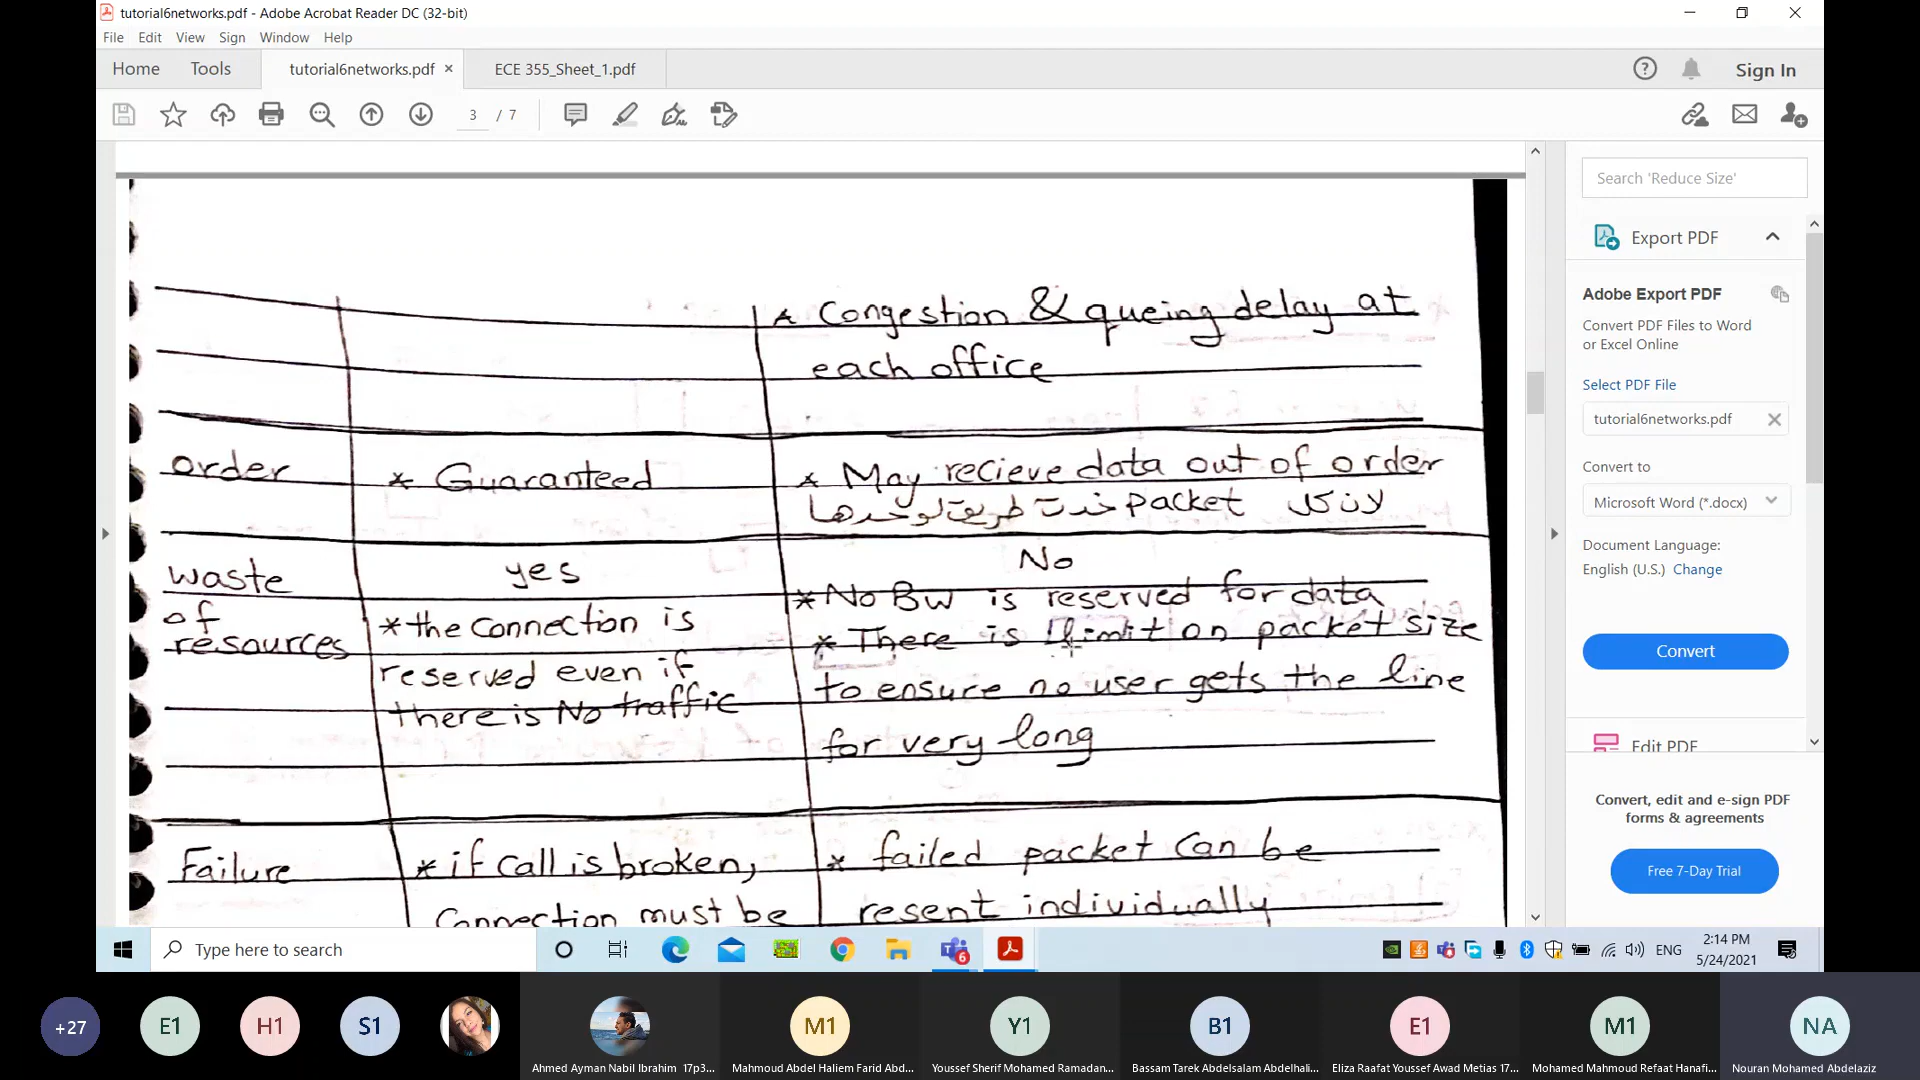 tutorial6networks.pdf - Adobe Acrobat Reader DC (32-bit)
File Edit View Sign Window Help
Home Tools tutorial6networks.pdf × ECE 355_Sheet_1.pdf Sign In
3 / 7
Search 'Reduce Size'
Export PDF
Adobe Export PDF
Convert PDF Files to Word
or Excel Online
Select PDF File
tutorial6networks.pdf
Convert to
Microsoft Word (*.docx)
Document Language:
English (U.S.) Change
Convert
Edit PDF
Convert, edit and e-sign PDF
forms & agreements
Free 7-Day Trial
* Congestion & queing delay at
each office
order
* Guaranteed
* May recieve data out of order
لان كل packet خدت طريق لوحدها
waste
of
resources
yes
* the connection is
reserved even if
there is No traffic
No
* No BW is reserved for data
* There is limit on packet size
to ensure no user gets the line
for very long
Failure
* if call is broken,
Connection must be
* failed packet can be
resent individually
Type here to search
6
ENG
2:14 PM
5/24/2021
+27
E1
H1
S1
Ahmed Ayman Nabil Ibrahim 17p3...
M1
Mahmoud Abdel Haliem Farid Abd...
Y1
Youssef Sherif Mohamed Ramadan...
B1
Bassam Tarek Abdelsalam Abdelhali...
E1
Eliza Raafat Youssef Awad Metias 17...
M1
Mohamed Mahmoud Refaat Hanafi...
NA
Nouran Mohamed Abdelaziz